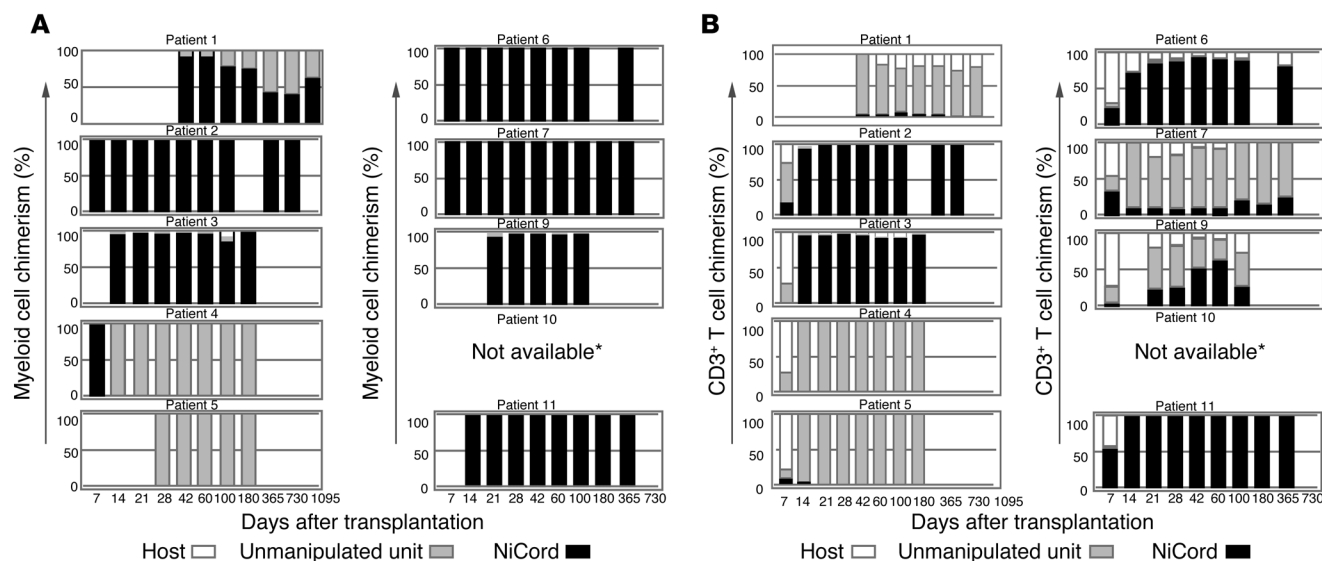 A
Myeloid cell chimerism (%)
Patient 1
100
50
0
Patient 2
100
50
0
Patient 3
100
50
0
Patient 4
100
50
0
Patient 5
100
50
0
7 14 21 28 42 60 100 180 365 730 1095
Myeloid cell chimerism (%)
Patient 6
100
50
0
Patient 7
100
50
0
Patient 9
100
50
0
Patient 10
Not available*
Patient 11
100
50
0
7 14 21 28 42 60 100 180 365 730
Days after transplantation
Host
Unmanipulated unit
NiCord
B
CD3+ T cell chimerism (%)
Patient 1
100
50
0
Patient 2
100
50
0
Patient 3
100
50
0
Patient 4
100
50
0
Patient 5
100
50
0
7 14 21 28 42 60 100 180 365 730 1095
CD3+ T cell chimerism (%)
Patient 6
100
50
0
Patient 7
100
50
0
Patient 9
100
50
0
Patient 10
Not available*
Patient 11
100
50
0
7 14 21 28 42 60 100 180 365 730
Days after transplantation
Host
Unmanipulated unit
NiCord